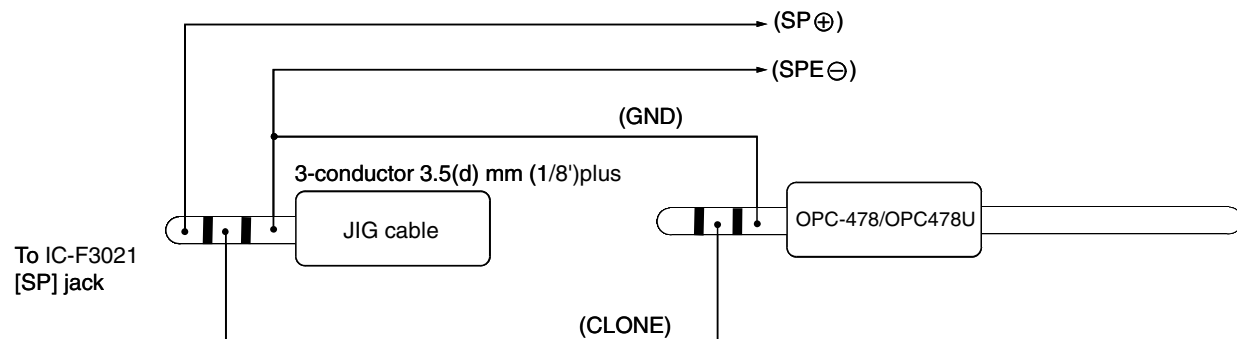 (SP⊕)
(SPE⊖)
(GND)
3-conductor 3.5(d) mm (1/8')plus
JIG cable
OPC-478/OPC478U
To IC-F3021
[SP] jack
(CLONE)